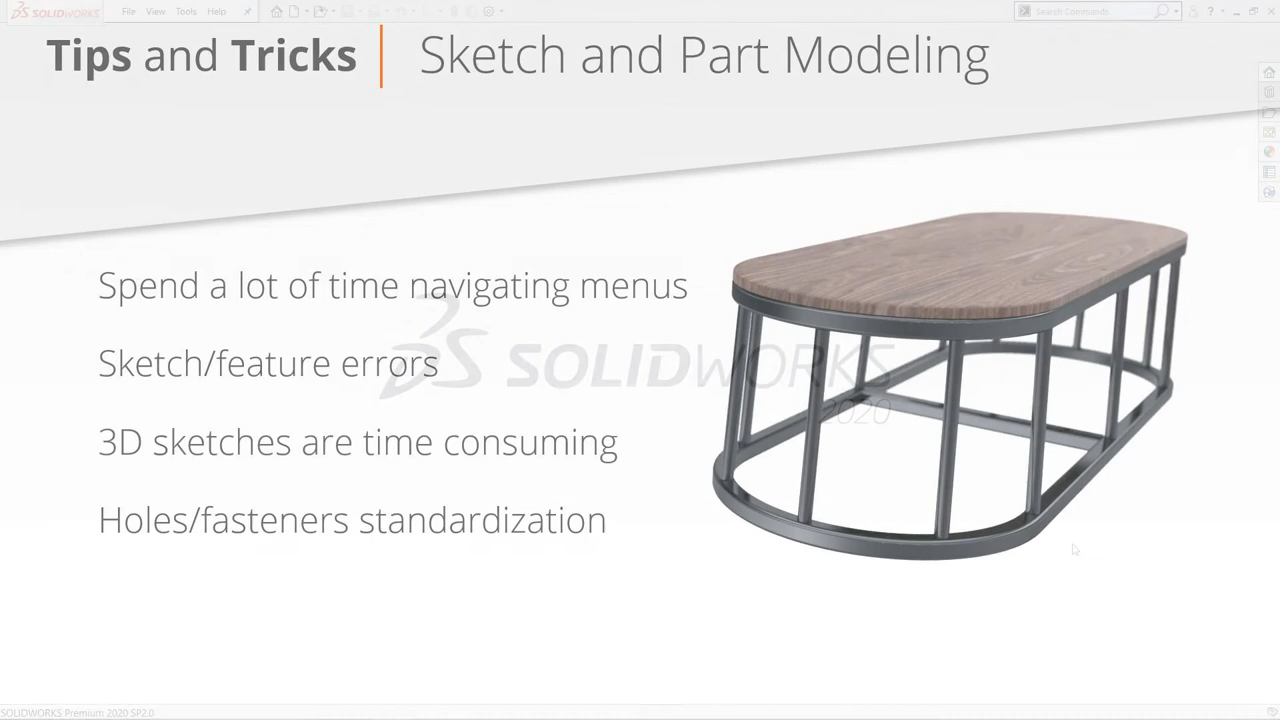 SOLIDWORKS File View Tools Help Search Commands ?
Tips and Tricks Sketch and Part Modeling
Spend a lot of time navigating menus
Sketch/feature errors
SOLIDWORKS
2020
3D sketches are time consuming
Holes/fasteners standardization
SOLIDWORKS Premium 2020 SP2.0